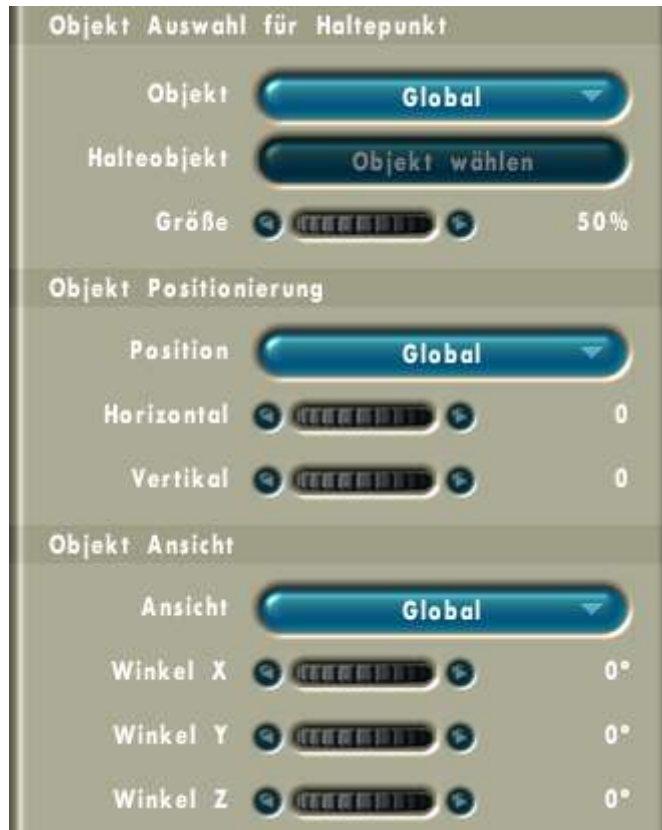 Objekt Auswahl für Haltepunkt
Objekt Global
Halteobjekt Objekt wählen
Größe 50%
Objekt Positionierung
Position Global
Horizontal 0
Vertikal 0
Objekt Ansicht
Ansicht Global
Winkel X 0°
Winkel Y 0°
Winkel Z 0°